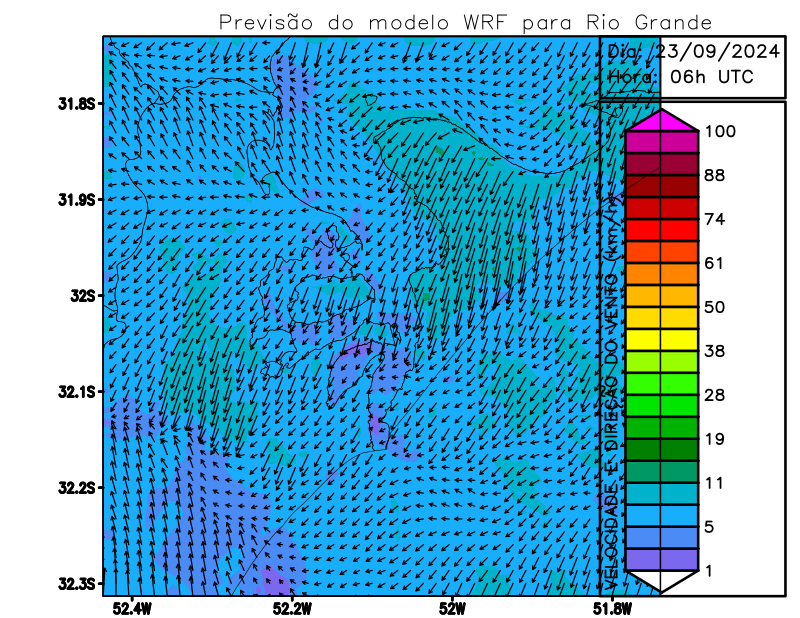 Previsão do modelo WRF para Rio Grande
Dia: 23/09/2024
Hora: 06h UTC
31.8S
31.9S
32S
32.1S
32.2S
32.3S
52.4W
52.2W
52W
51.8W
VELOCIDADE E DIREÇÃO DO VENTO (km/h)
100
88
74
61
50
38
28
19
11
5
1